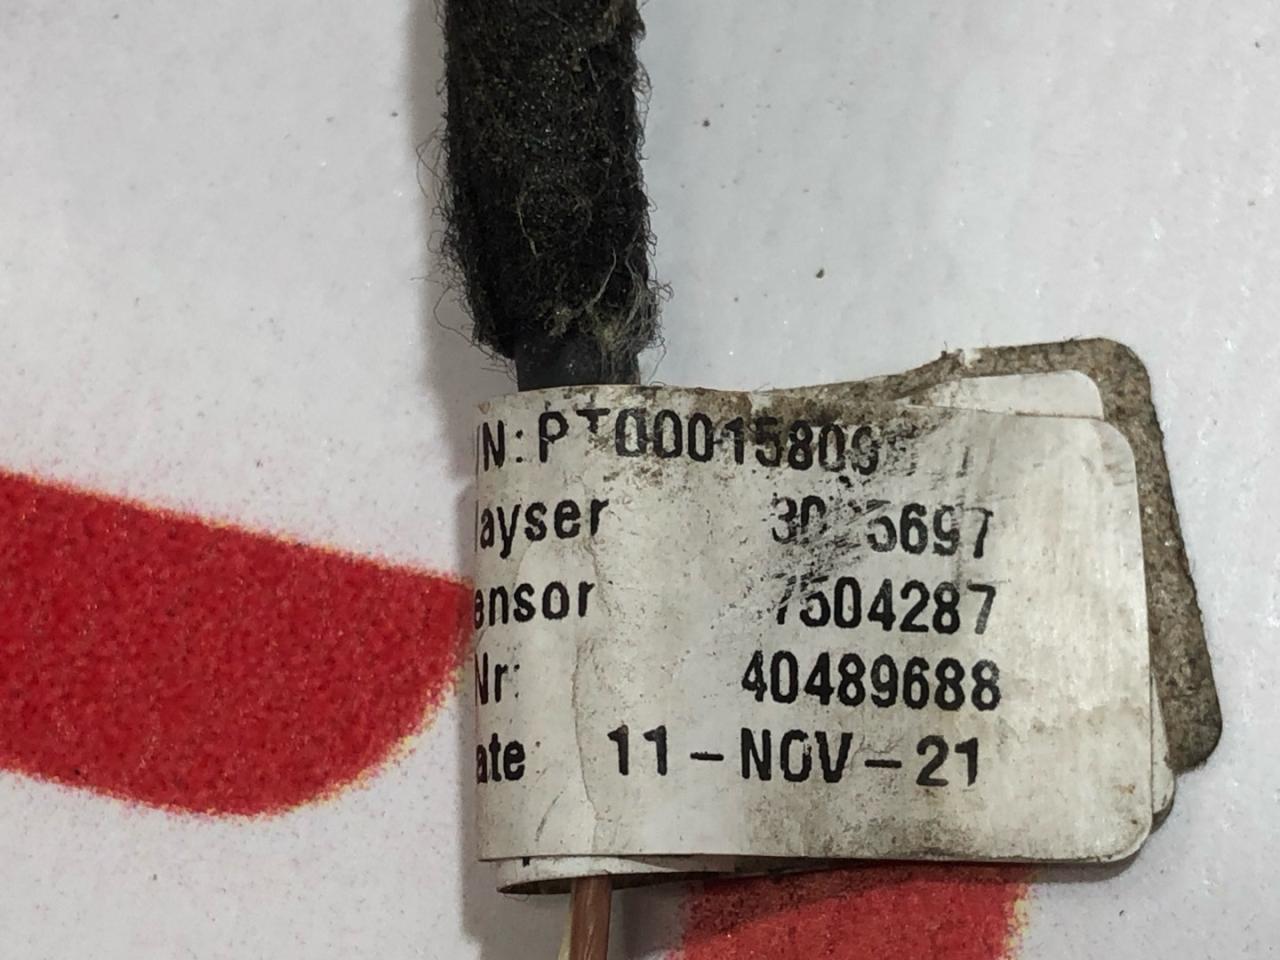 /N: PT00015809
ayser
ensor 7504287
Nr: 40489688
ate 11-NOV-21